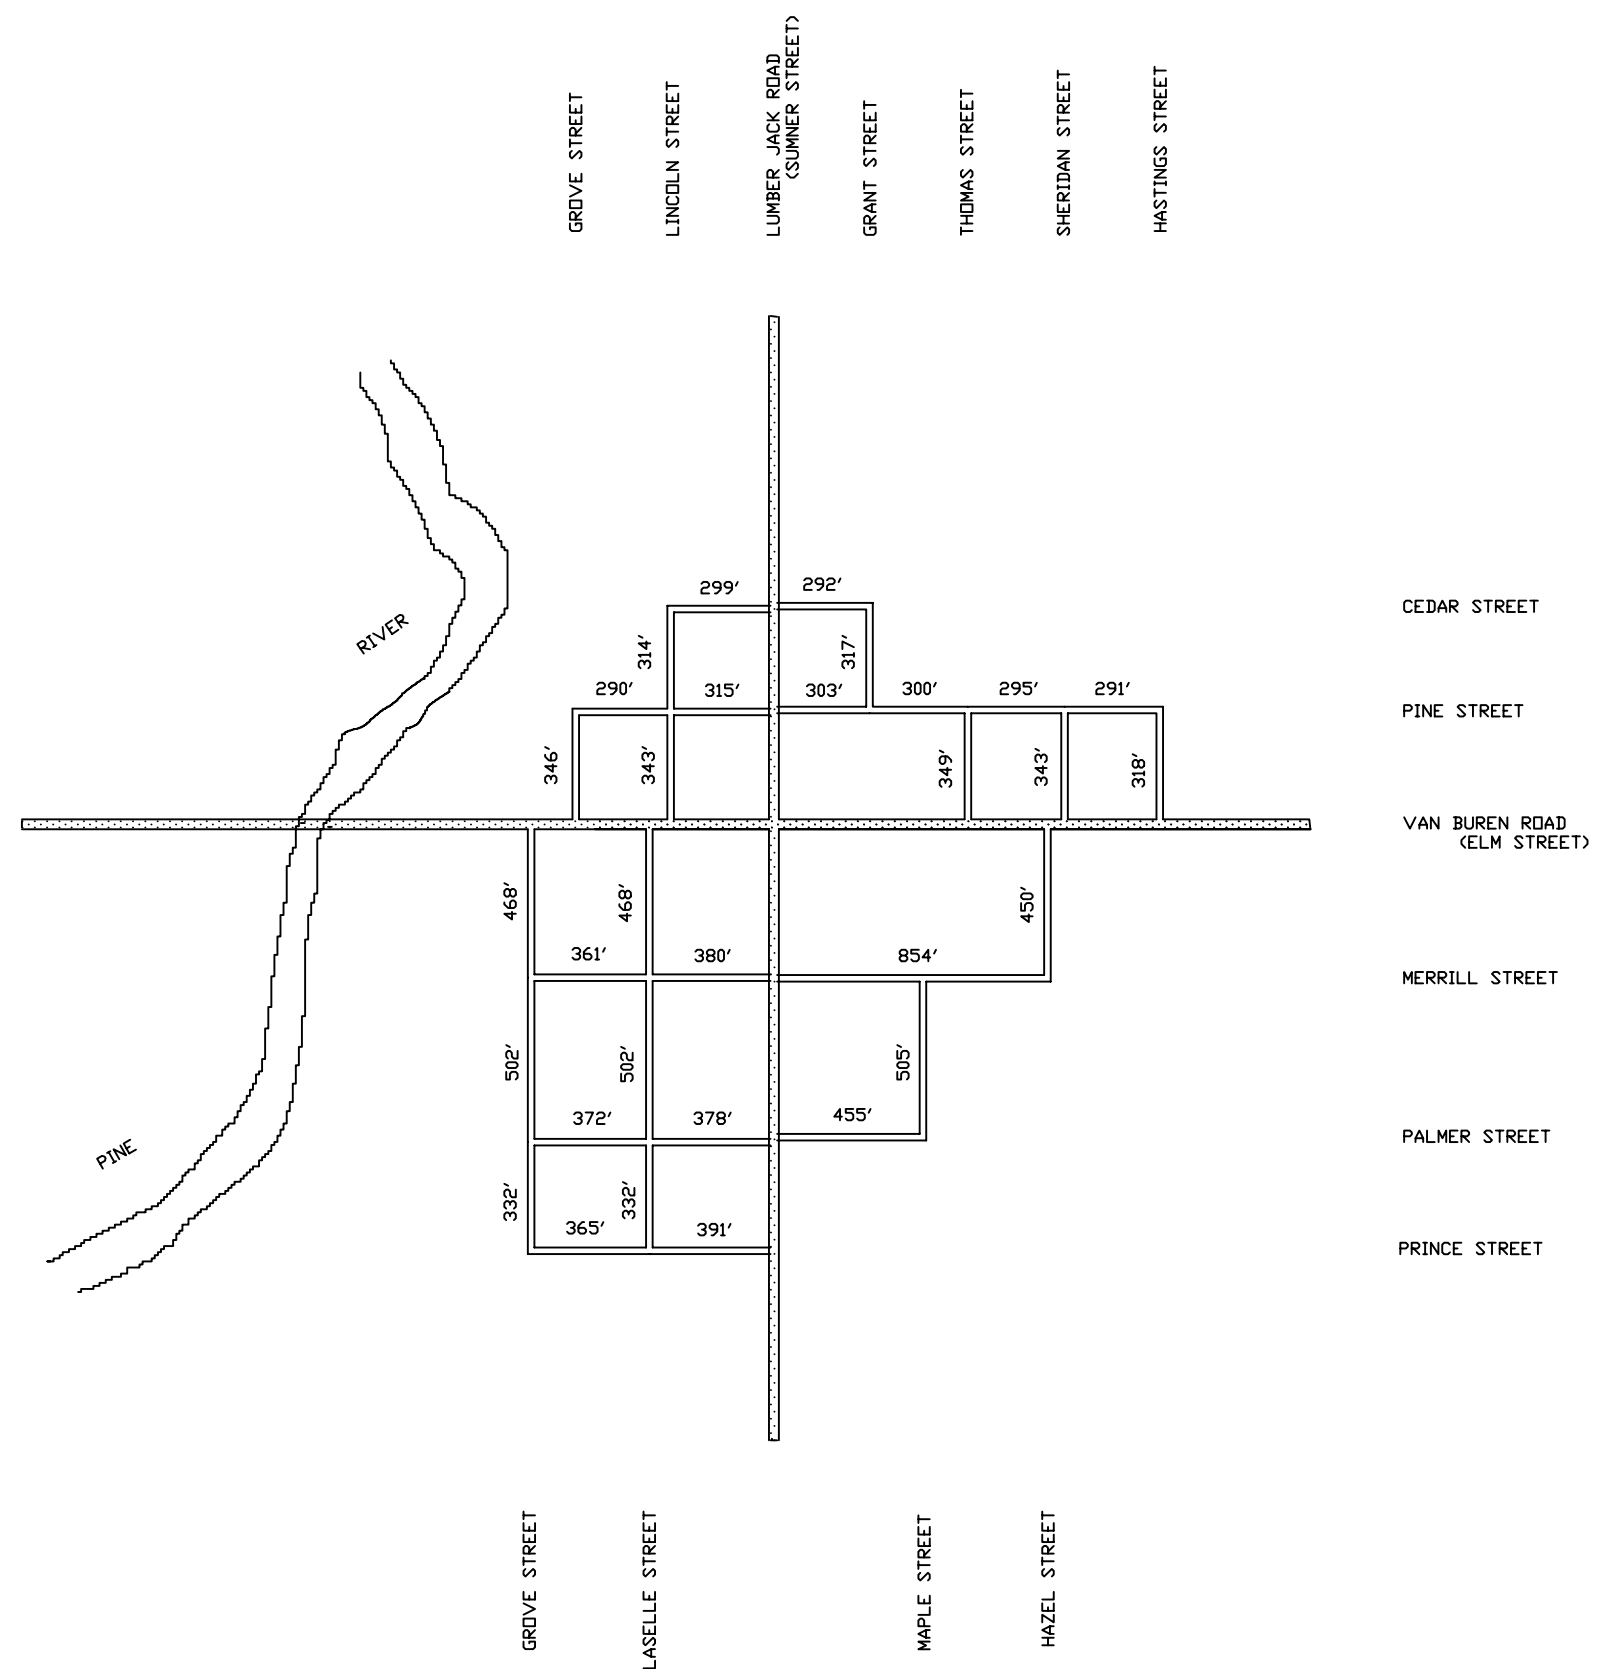 GROVE STREET
LINCOLN STREET
LUMBER JACK ROAD
(SUMNER STREET)
GRANT STREET
THOMAS STREET
SHERIDAN STREET
HASTINGS STREET
299′
292′
CEDAR STREET
RIVER
314′
317′
290′
315′
303′
300′
295′
291′
PINE STREET
346′
343′
349′
343′
318′
VAN BUREN ROAD
(ELM STREET)
468′
468′
450′
361′
380′
854′
MERRILL STREET
502′
502′
505′
372′
378′
455′
PALMER STREET
PINE
332′
332′
365′
391′
PRINCE STREET
GROVE STREET
LASELLE STREET
MAPLE STREET
HAZEL STREET